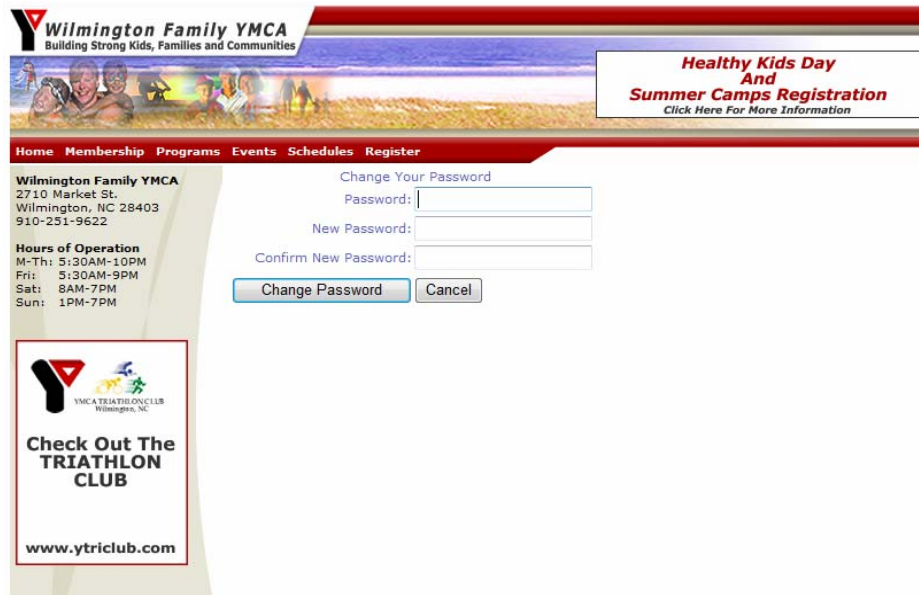 Wilmington Family YMCA
Building Strong Kids, Families and Communities
Healthy Kids Day
And
Summer Camps Registration
Click Here For More Information
Home Membership Programs Events Schedules Register
Wilmington Family YMCA
2710 Market St.
Wilmington, NC 28403
910-251-9622
Hours of Operation
M-Th: 5:30AM-10PM
Fri: 5:30AM-9PM
Sat: 8AM-7PM
Sun: 1PM-7PM
Change Your Password
Password:
New Password:
Confirm New Password:
Change Password Cancel
YMCA TRIATHLON CLUB
Wilmington, NC
Check Out The
TRIATHLON
CLUB
www.ytriclub.com